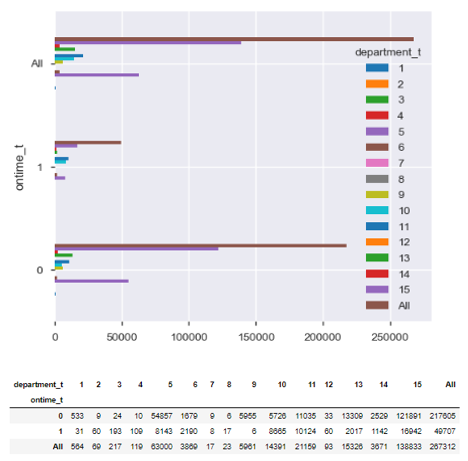 department_t
1
2
3
4
5
6
7
8
9
10
11
12
13
14
15
All
ontime_t
All
1
0
0 50000 100000 150000 200000 250000
department_t 1 2 3 4 5 6 7 8 9 10 11 12 13 14 15 All
ontime_t
0 533 9 24 10 54857 1679 9 6 5955 5726 11035 33 13309 2529 121891 217605
1 31 60 193 109 8143 2190 8 17 6 8665 10124 60 2017 1142 16942 49707
All 564 69 217 119 63000 3869 17 23 5961 14391 21159 93 15326 3671 138833 267312